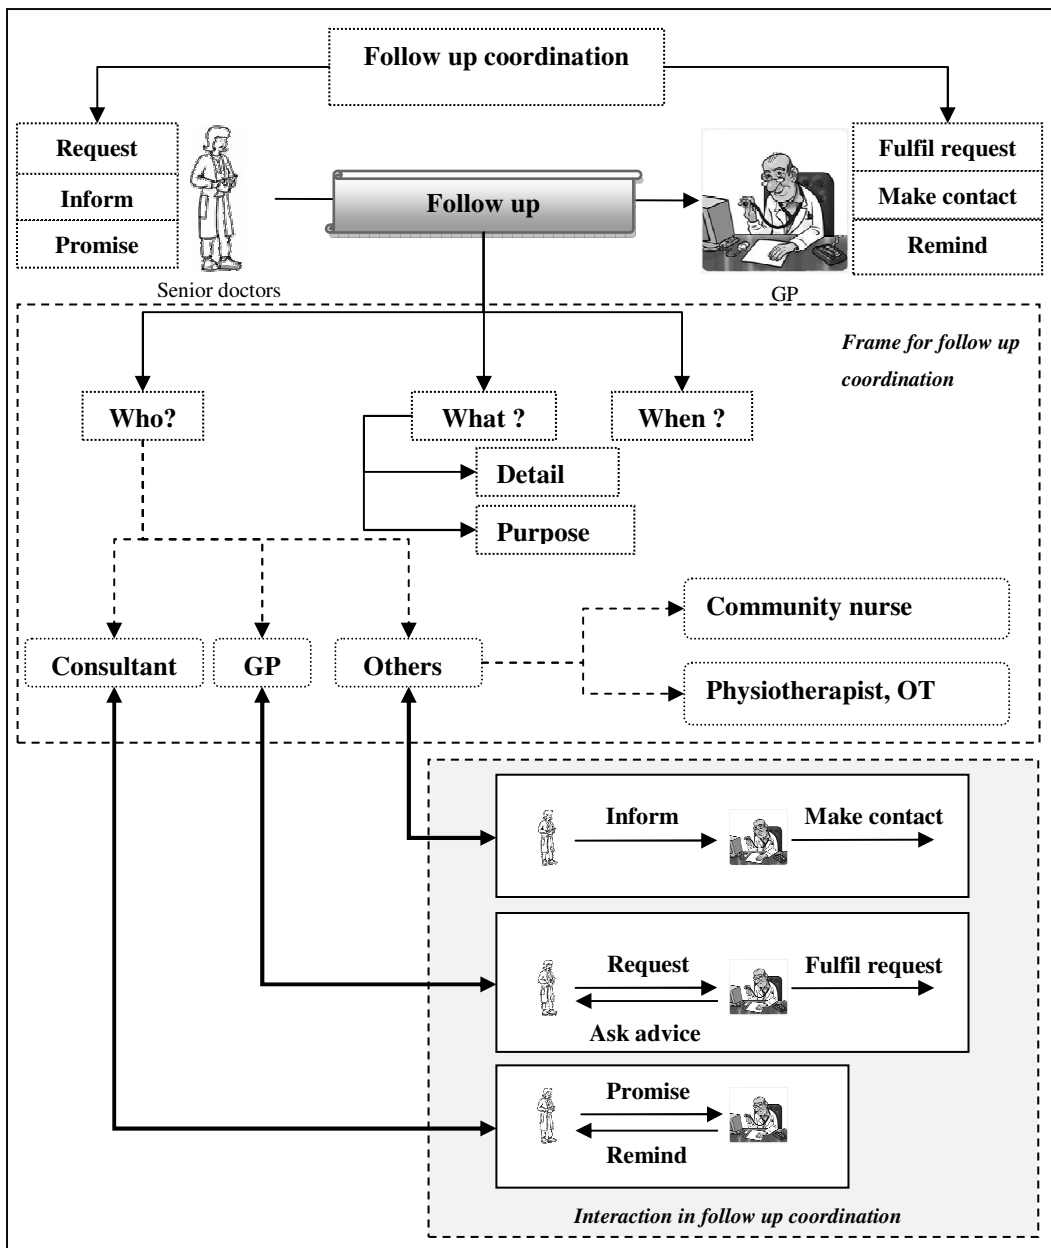 Follow up coordination
Request
Inform
Promise
Senior doctors
Follow up
GP
Fulfil request
Make contact
Remind
Frame for follow up
coordination
Who?
What ?
When ?
Detail
Purpose
Consultant
GP
Others
Community nurse
Physiotherapist, OT
Inform
Make contact
Request
Fulfil request
Ask advice
Promise
Remind
Interaction in follow up coordination